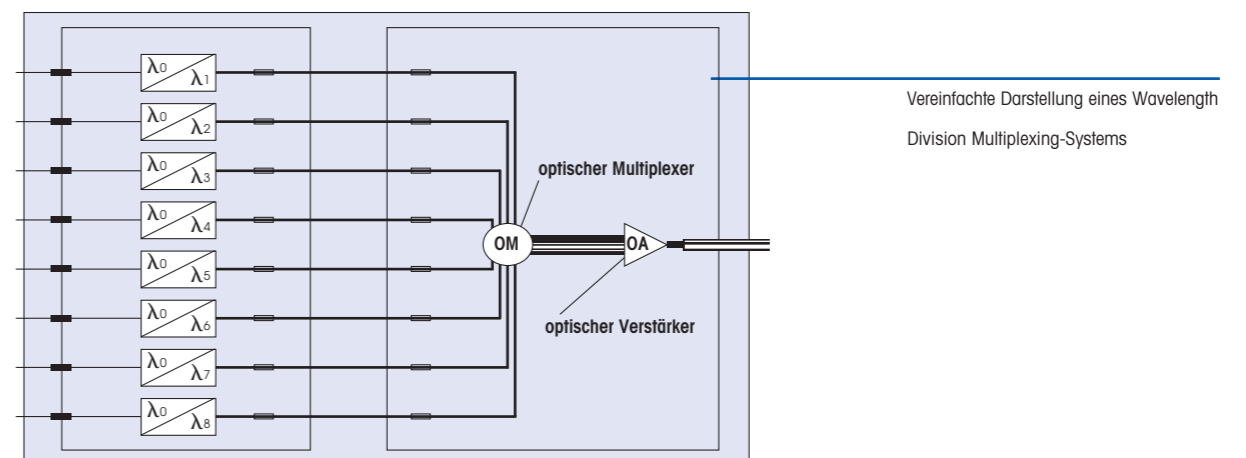 λ0 λ1
λ0 λ2
λ0 λ3
λ0 λ4
λ0 λ5
λ0 λ6
λ0 λ7
λ0 λ8
optischer Multiplexer
OM
OA
optischer Verstärker
Vereinfachte Darstellung eines Wavelength
Division Multiplexing-Systems